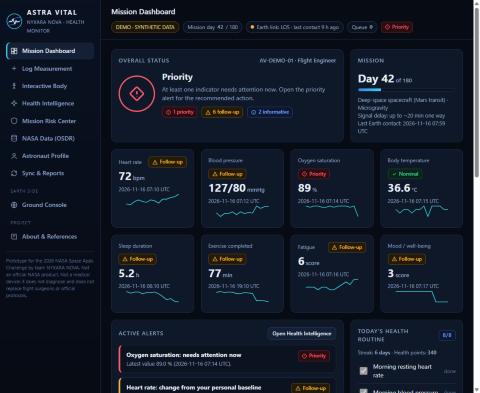 ASTRA VITAL
NYXARA NOVA · HEALTH
MONITOR
Mission Dashboard
Log Measurement
Interactive Body
Health Intelligence
Mission Risk Center
NASA Data (OSDR)
Astronaut Profile
Sync & Reports
EARTH SIDE
Ground Console
PROJECT
About & References
Prototype for the 2026 NASA Space Apps
Challenge by team NYXARA NOVA. Not
an official NASA product. Not a medical
device: it does not diagnose and does not
replace flight surgeons or official
protocols.
Mission Dashboard
DEMO · SYNTHETIC DATA
Mission day 42 / 180
Earth link: LOS · last contact 9 h ago
Queue 0
Priority
OVERALL STATUS
AV-DEMO-01 · Flight Engineer
Priority
At least one indicator needs attention now. Open the priority
alert for the recommended action.
1 priority
6 follow-up
2 informative
MISSION
Day 42 of 180
Deep-space spacecraft (Mars transit) ·
Microgravity
Signal delay: up to ~20 min one way
Last Earth contact: 2026-11-16 07:59
UTC
Heart rate
Follow-up
72 bpm
2026-11-16 07:10 UTC
Blood pressure
Follow-up
127/80 mmHg
2026-11-16 07:12 UTC
Oxygen saturation
Priority
89 %
2026-11-16 07:14 UTC
Body temperature
Normal
36.6 °C
2026-11-16 07:15 UTC
Sleep duration
Follow-up
5.2 h
2026-11-16 06:10 UTC
Exercise completed
Follow-up
77 min
2026-11-16 19:10 UTC
Fatigue
Follow-up
6 score
2026-11-16 07:16 UTC
Mood / well-being
Follow-up
3 score
2026-11-16 07:17 UTC
ACTIVE ALERTS
Open Health Intelligence
Oxygen saturation: needs attention now
Latest value 89.0 % (2026-11-16 07:14 UTC).
Priority
Heart rate: change from your personal baseline
Follow-up
TODAY'S HEALTH
ROUTINE
8/8
Streak: 6 days · Health points: 340
Morning resting heart
rate
done
Morning blood pressure